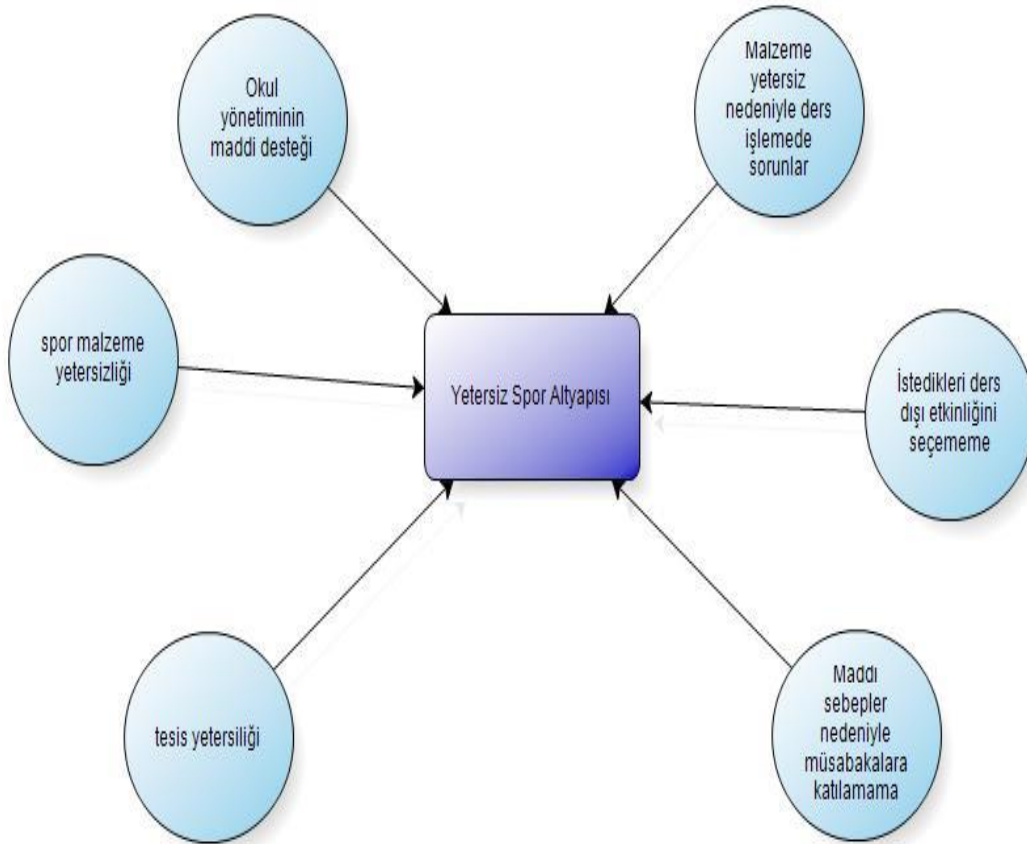 Okul
yönetiminin
maddi desteği
Malzeme
yetersiz
nedeniyle ders
işlemede
sorunlar
spor malzeme
yetersizliği
Yetersiz Spor Altyapısı
İstedikleri ders
dışı etkinliğini
seçememe
tesis yetersiliği
Maddi
sebepler
nedeniyle
müsabakalara
katılamama